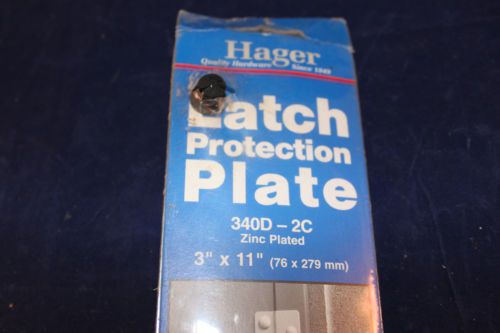 Hager
Quality Hardware Since 1849
Latch
Protection
Plate
340D – 2C
Zinc Plated
3" x 11" (76 x 279 mm)